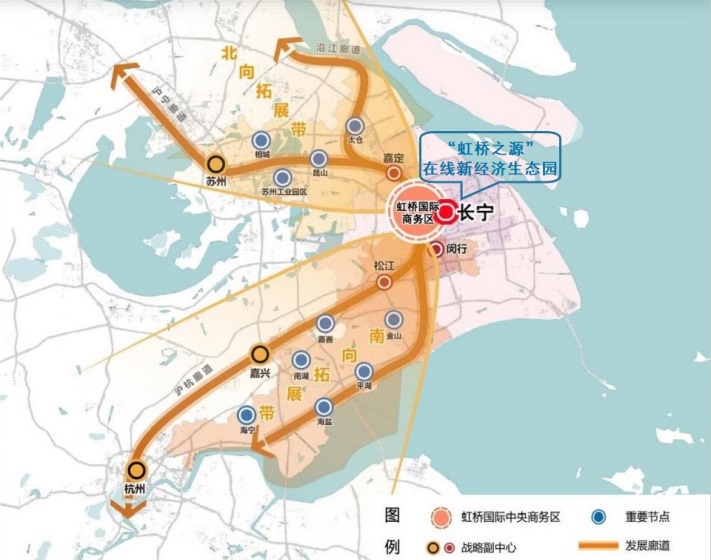 北向拓展带
沿江廊道
沪宁廊道
太仓
相城
昆山
苏州
苏州工业园区
嘉定
“虹桥之源”
在线新经济生态园
虹桥国际
商务区
长宁
闵行
松江
金山
嘉善
南向拓展带
嘉兴
南湖
平湖
沪杭廊道
海宁
海盐
杭州
图例
虹桥国际中央商务区
重要节点
战略副中心
发展廊道